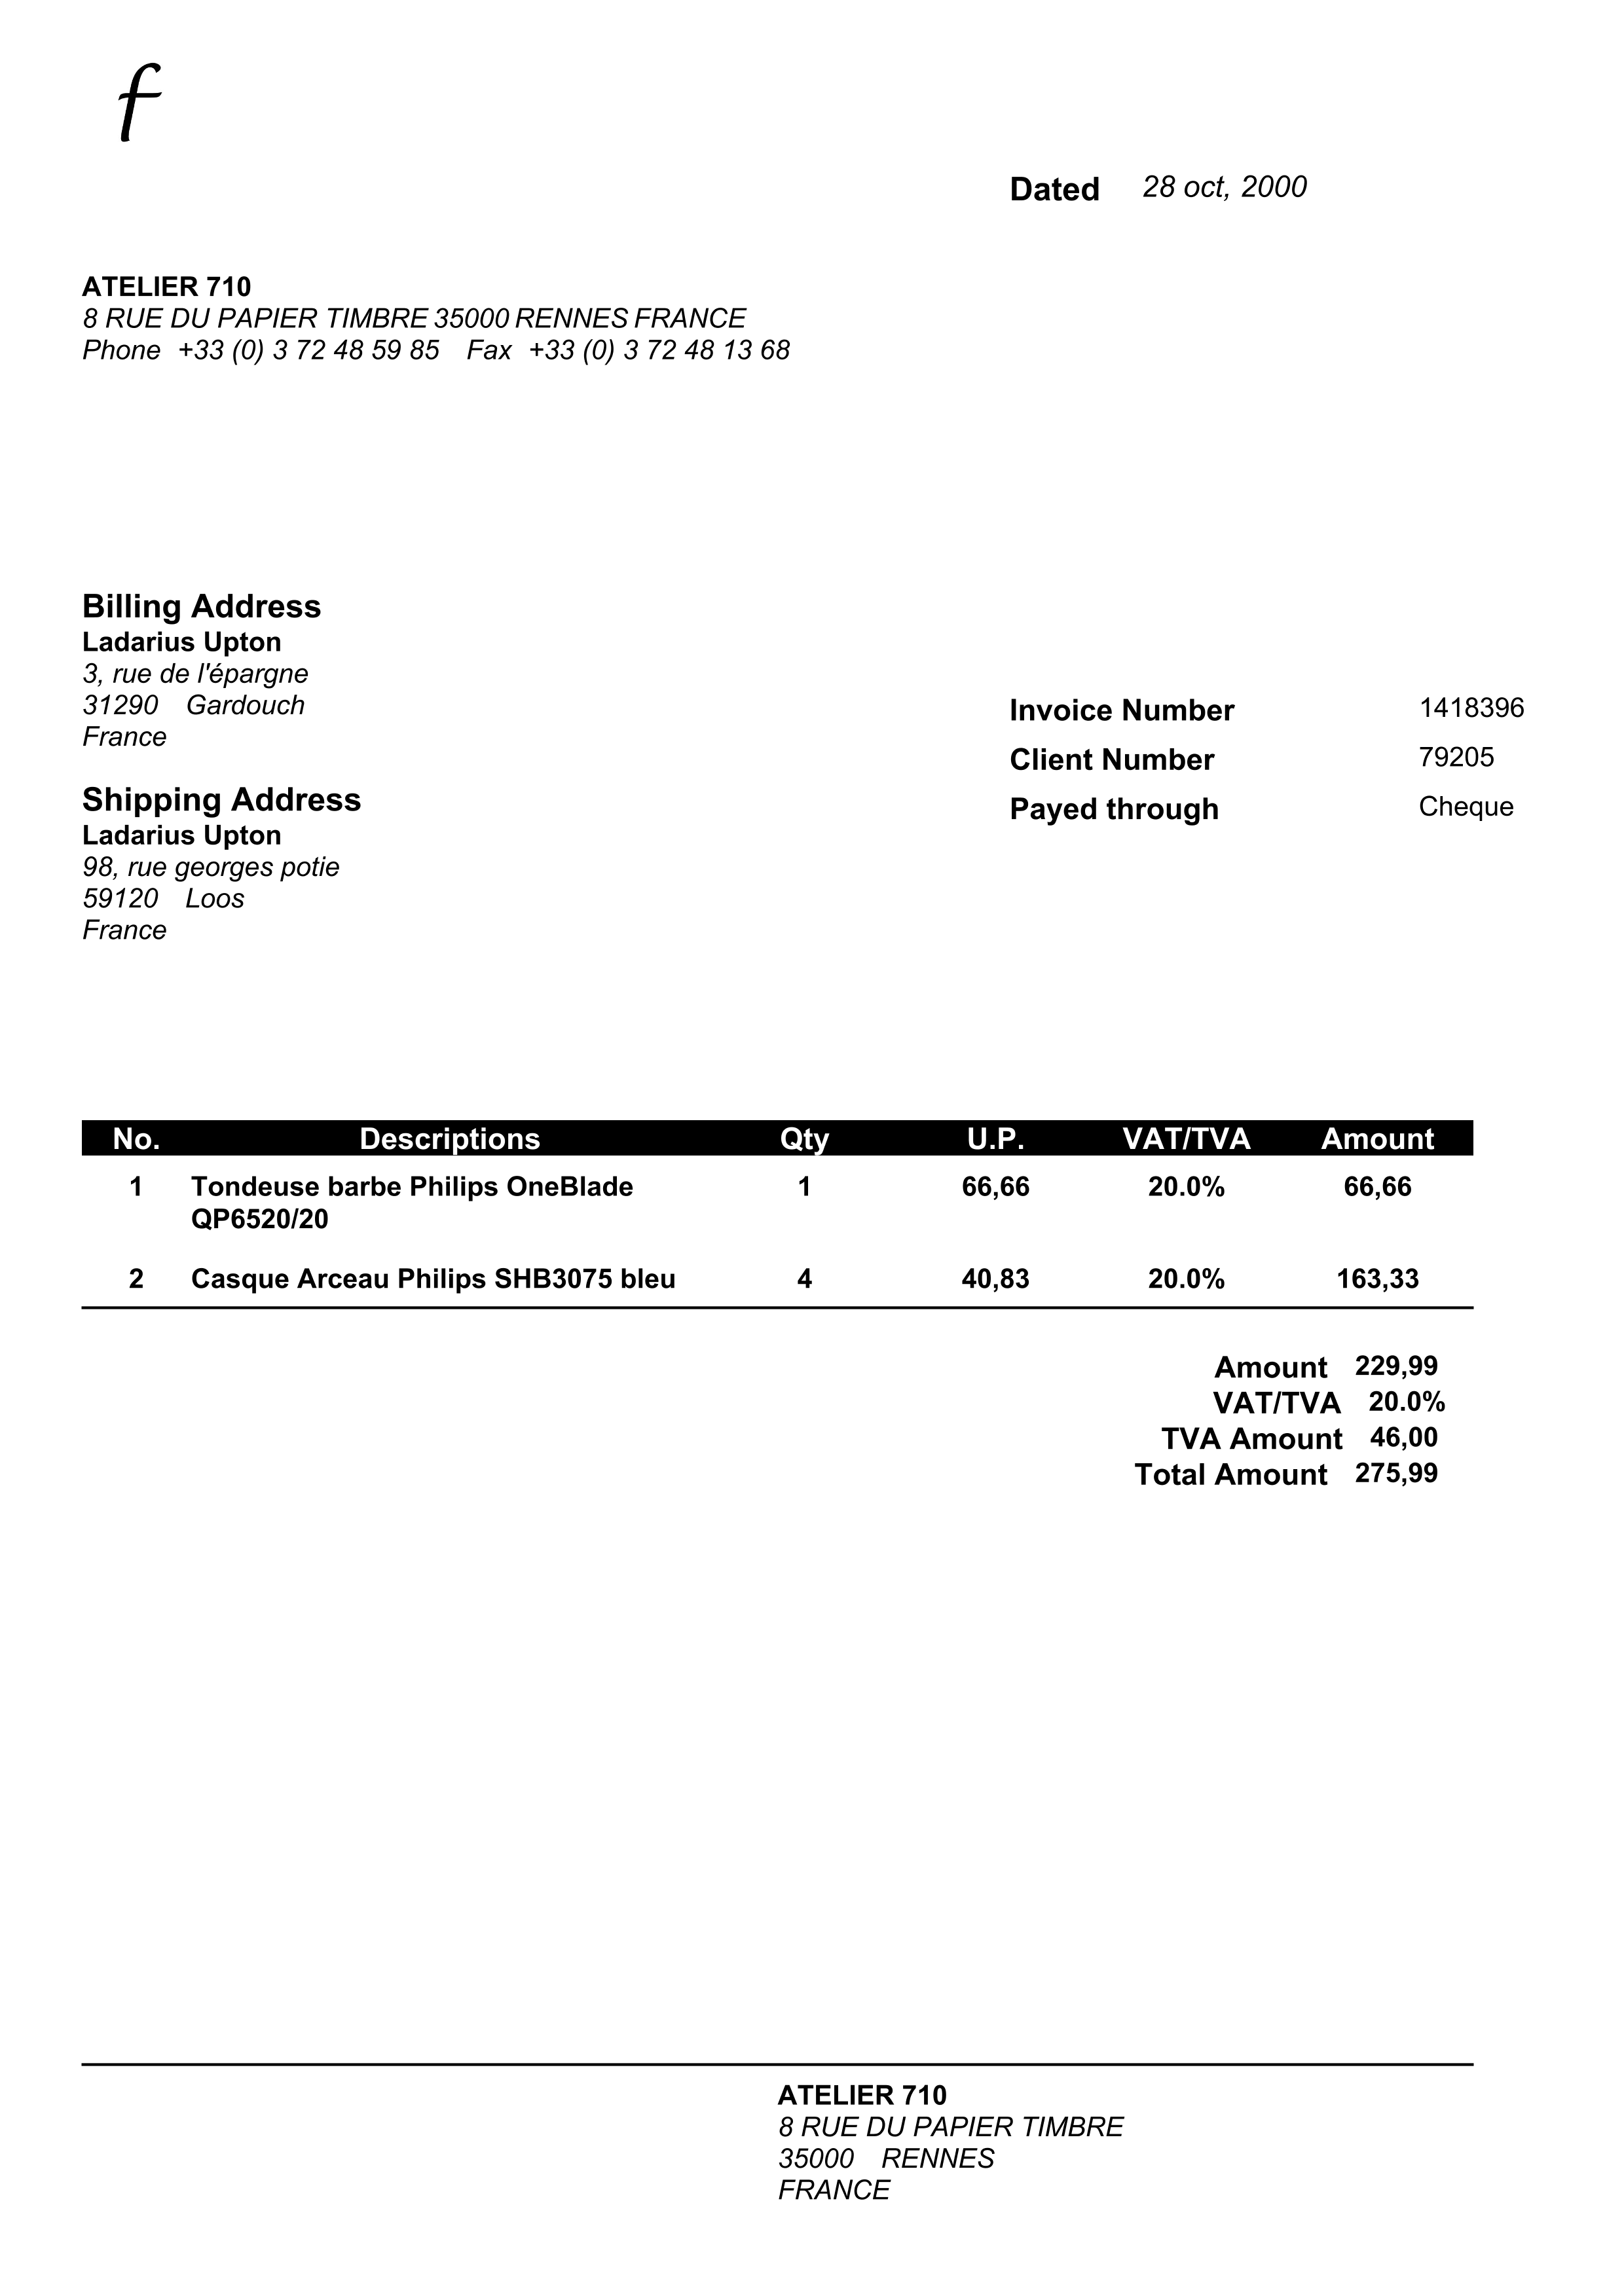 f
Dated 28 oct, 2000
ATELIER 710
8 RUE DU PAPIER TIMBRE 35000 RENNES FRANCE
Phone +33 (0) 3 72 48 59 85 Fax +33 (0) 3 72 48 13 68
Billing Address
Ladarius Upton
3, rue de l'épargne
31290 Gardouch
France
Invoice Number 1418396
Client Number 79205
Payed through Cheque
Shipping Address
Ladarius Upton
98, rue georges potie
59120 Loos
France
No. Descriptions Qty U.P. VAT/TVA Amount
1 Tondeuse barbe Philips OneBlade 1 66,66 20.0% 66,66
QP6520/20
2 Casque Arceau Philips SHB3075 bleu 4 40,83 20.0% 163,33
Amount 229,99
VAT/TVA 20.0%
TVA Amount 46,00
Total Amount 275,99
ATELIER 710
8 RUE DU PAPIER TIMBRE
35000 RENNES
FRANCE